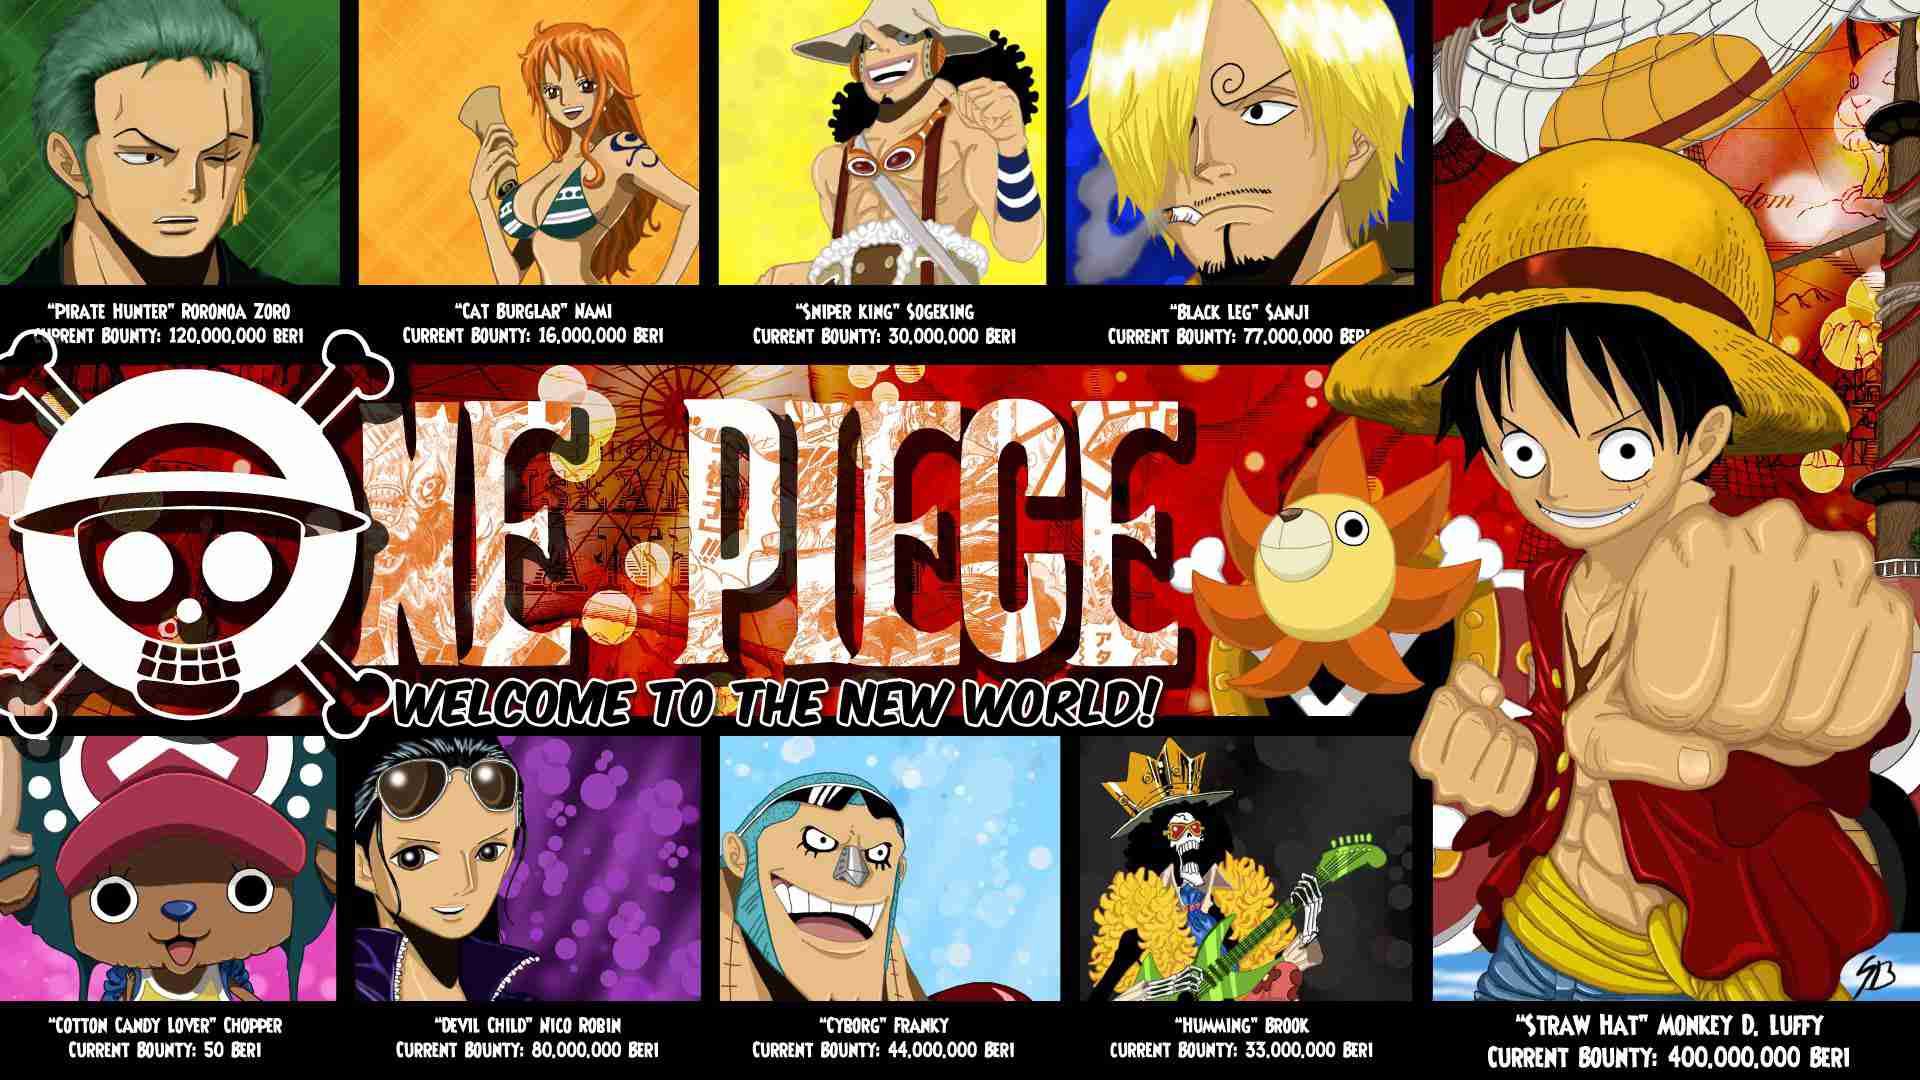 "Pirate Hunter" Roronoa Zoro
Current Bounty: 120,000,000 Beri
"Cat Burglar" Nami
Current Bounty: 16,000,000 Beri
"Sniper King" Sogeking
Current Bounty: 30,000,000 Beri
"Black Leg" Sanji
Current Bounty: 77,000,000 Beri
dom
ONE PIECE
アタ
WELCOME TO THE NEW WORLD!
"Cotton Candy Lover" Chopper
Current Bounty: 50 Beri
"Devil Child" Nico Robin
Current Bounty: 80,000,000 Beri
"Cyborg" Franky
Current Bounty: 44,000,000 Beri
"Humming" Brook
Current Bounty: 33,000,000 Beri
"Straw Hat" Monkey D. Luffy
Current Bounty: 400,000,000 Beri